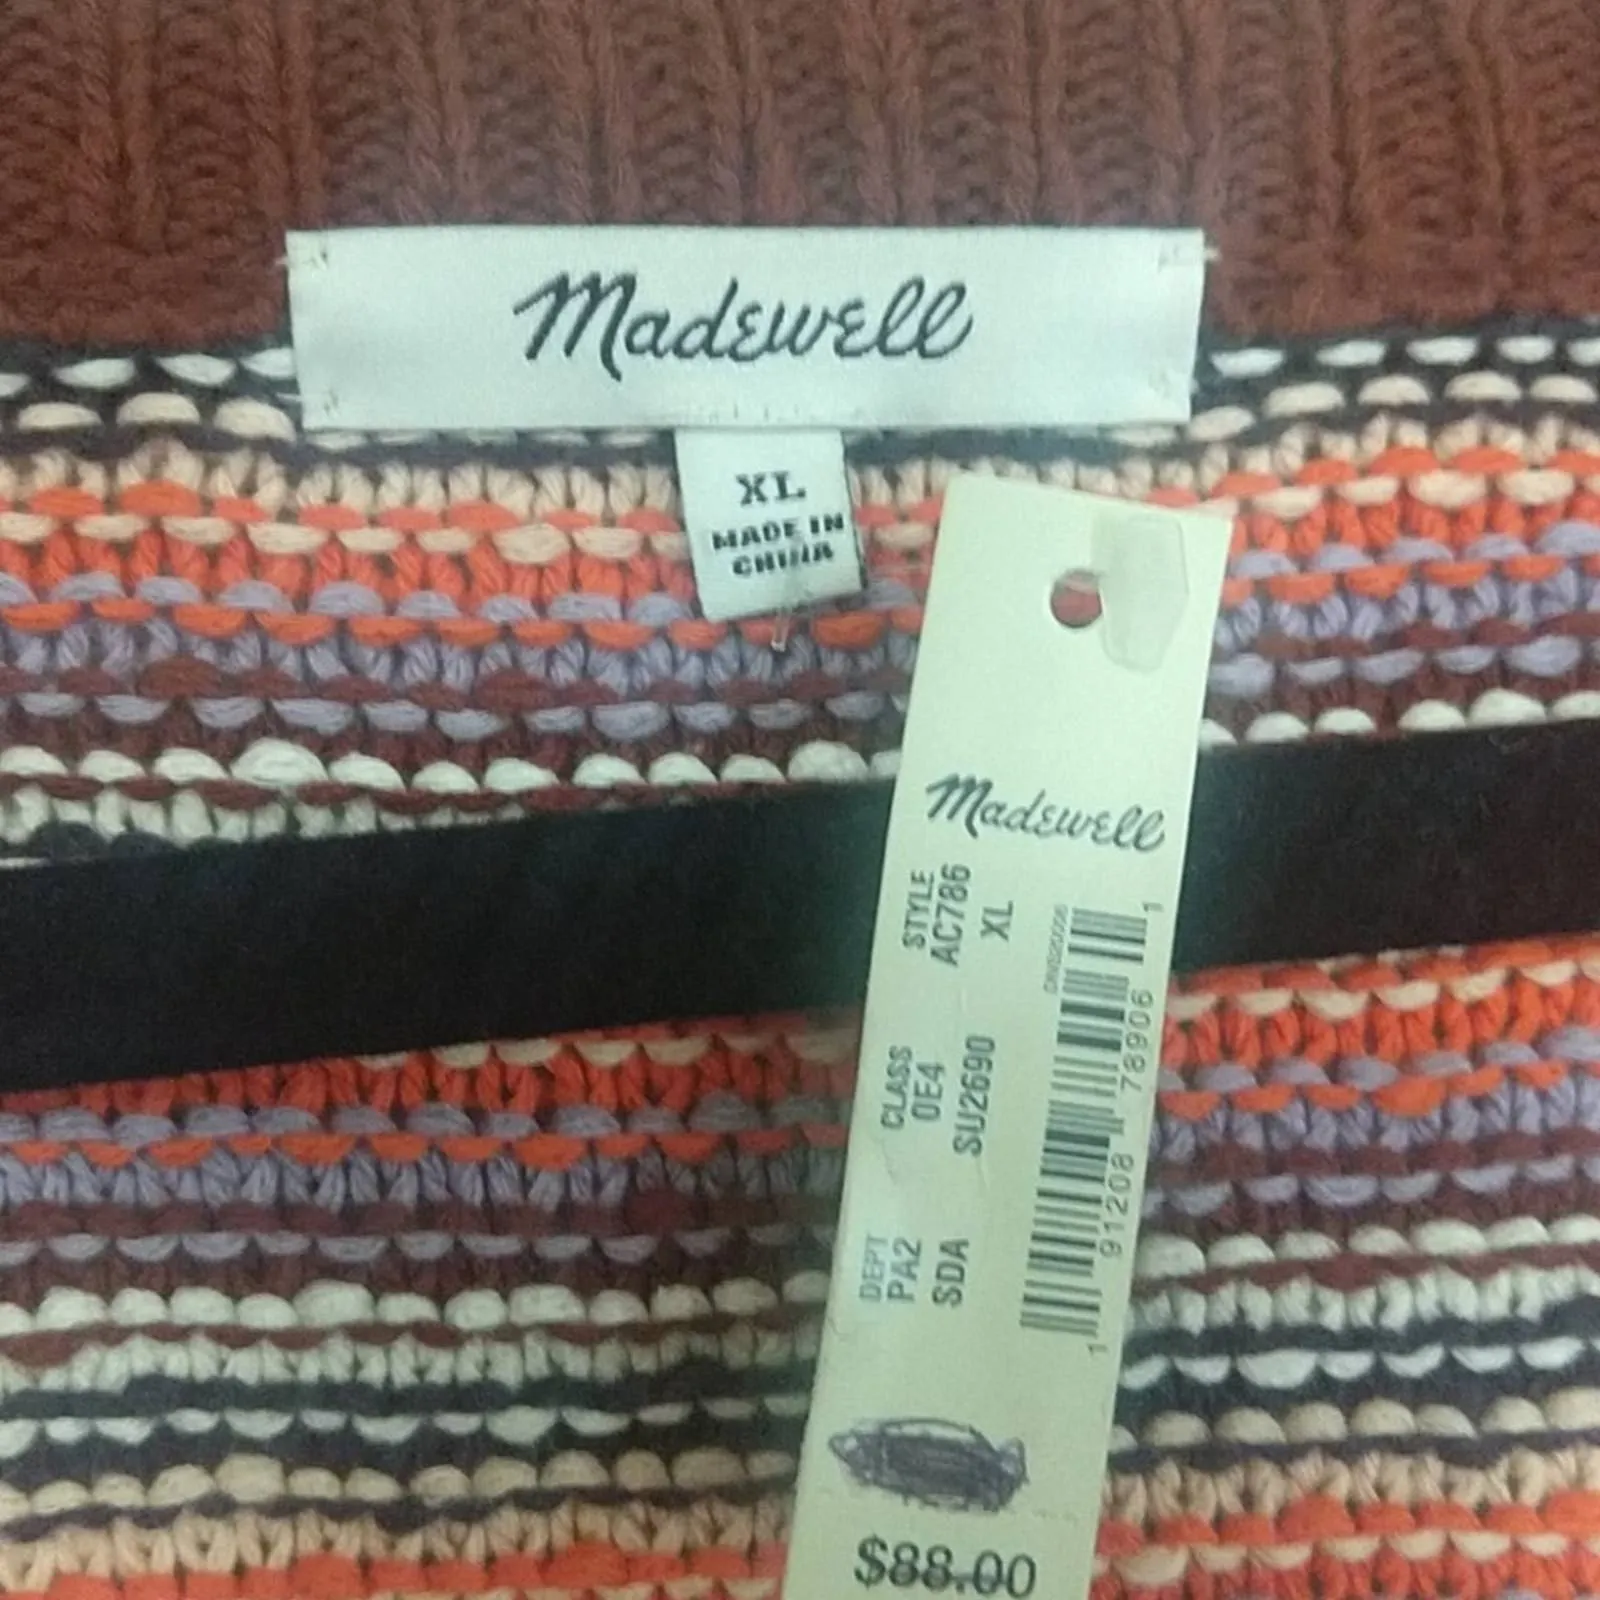 Madewell
XL
MADE IN
CHINA
Madewell
STYLE
AC786
XL
CLASS
0E4
SU2690
DEPT
PA2
SDA
1 91208 78906 1
$88.00